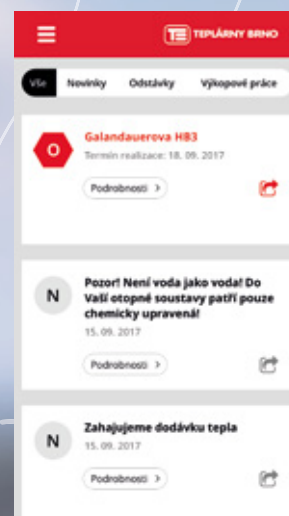 TE TEPLÁRNY BRNO
Vše Novinky Odstávky Výkopové práce
O
Galandauerova HB3
Termín realizace: 18. 09. 2017
Podrobnosti >
N
Pozor! Není voda jako voda! Do
Vaší otopné soustavy patří pouze
chemicky upravená!
15. 09. 2017
Podrobnosti >
N
Zahajujeme dodávku tepla
15. 09. 2017
Podrobnosti >